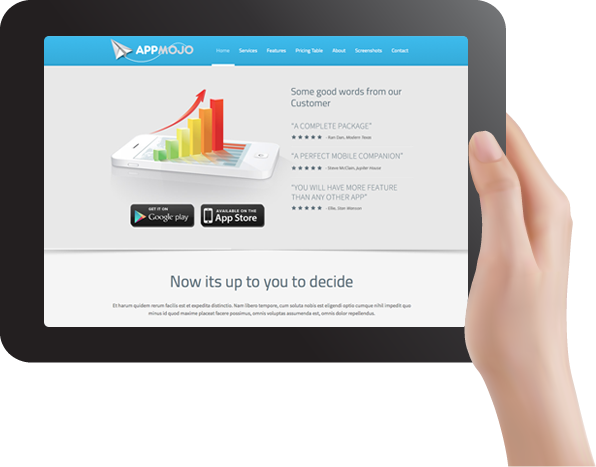 APPMOJO
Home Services Features Pricing Table About Screenshots Contact
Some good words from our
Customer
"A COMPLETE PACKAGE"
- Ran Dan, Modern Texas
"A PERFECT MOBILE COMPANION"
- Steve McClain, Jupiter House
"YOU WILL HAVE MORE FEATURE
THAN ANY OTHER APP"
GET IT ON
Google play
AVAILABLE ON THE
App Store
Now its up to you to decide
Et harum quidem rerum facilis est et expedita distinctio. Nam libero tempore, cum soluta nobis est eligendi optio cumque nihil impedit quo
minus id quod maxime placeat facere possimus, omnis voluptas assumenda est, omnis dolor repellendus.